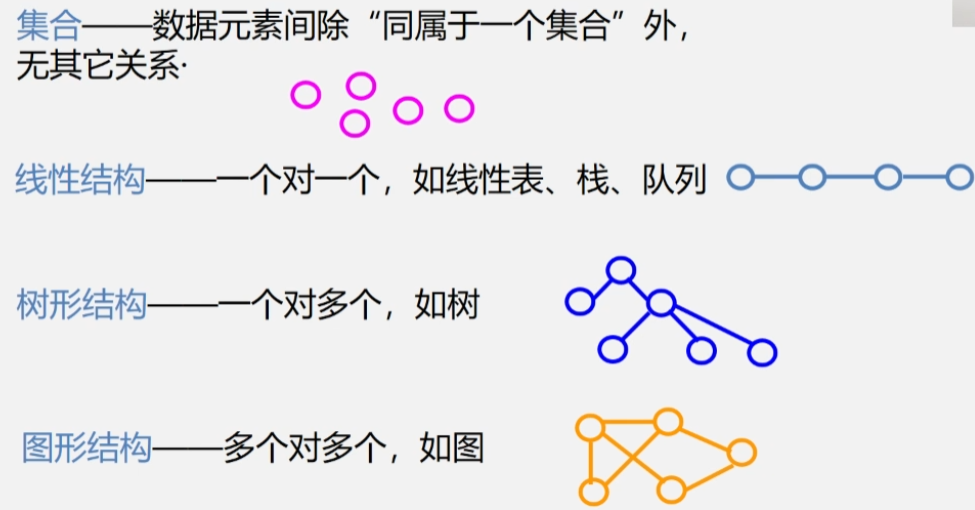 集合——数据元素间除“同属于一个集合”外，
无其它关系·
线性结构——一个对一个，如线性表、栈、队列
树形结构——一个对多个，如树
图形结构——多个对多个，如图